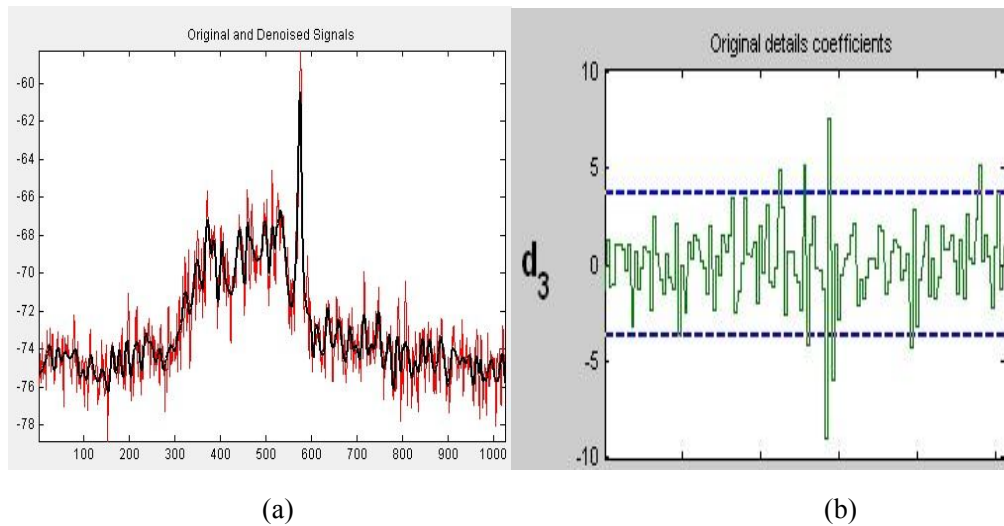 Original and Denoised Signals
-60
-62
-64
-66
-68
-70
-72
-74
-76
-78
100 200 300 400 500 600 700 800 900 1000
(a)
Original details coefficients
10
5
0
-5
-10
d3
(b)